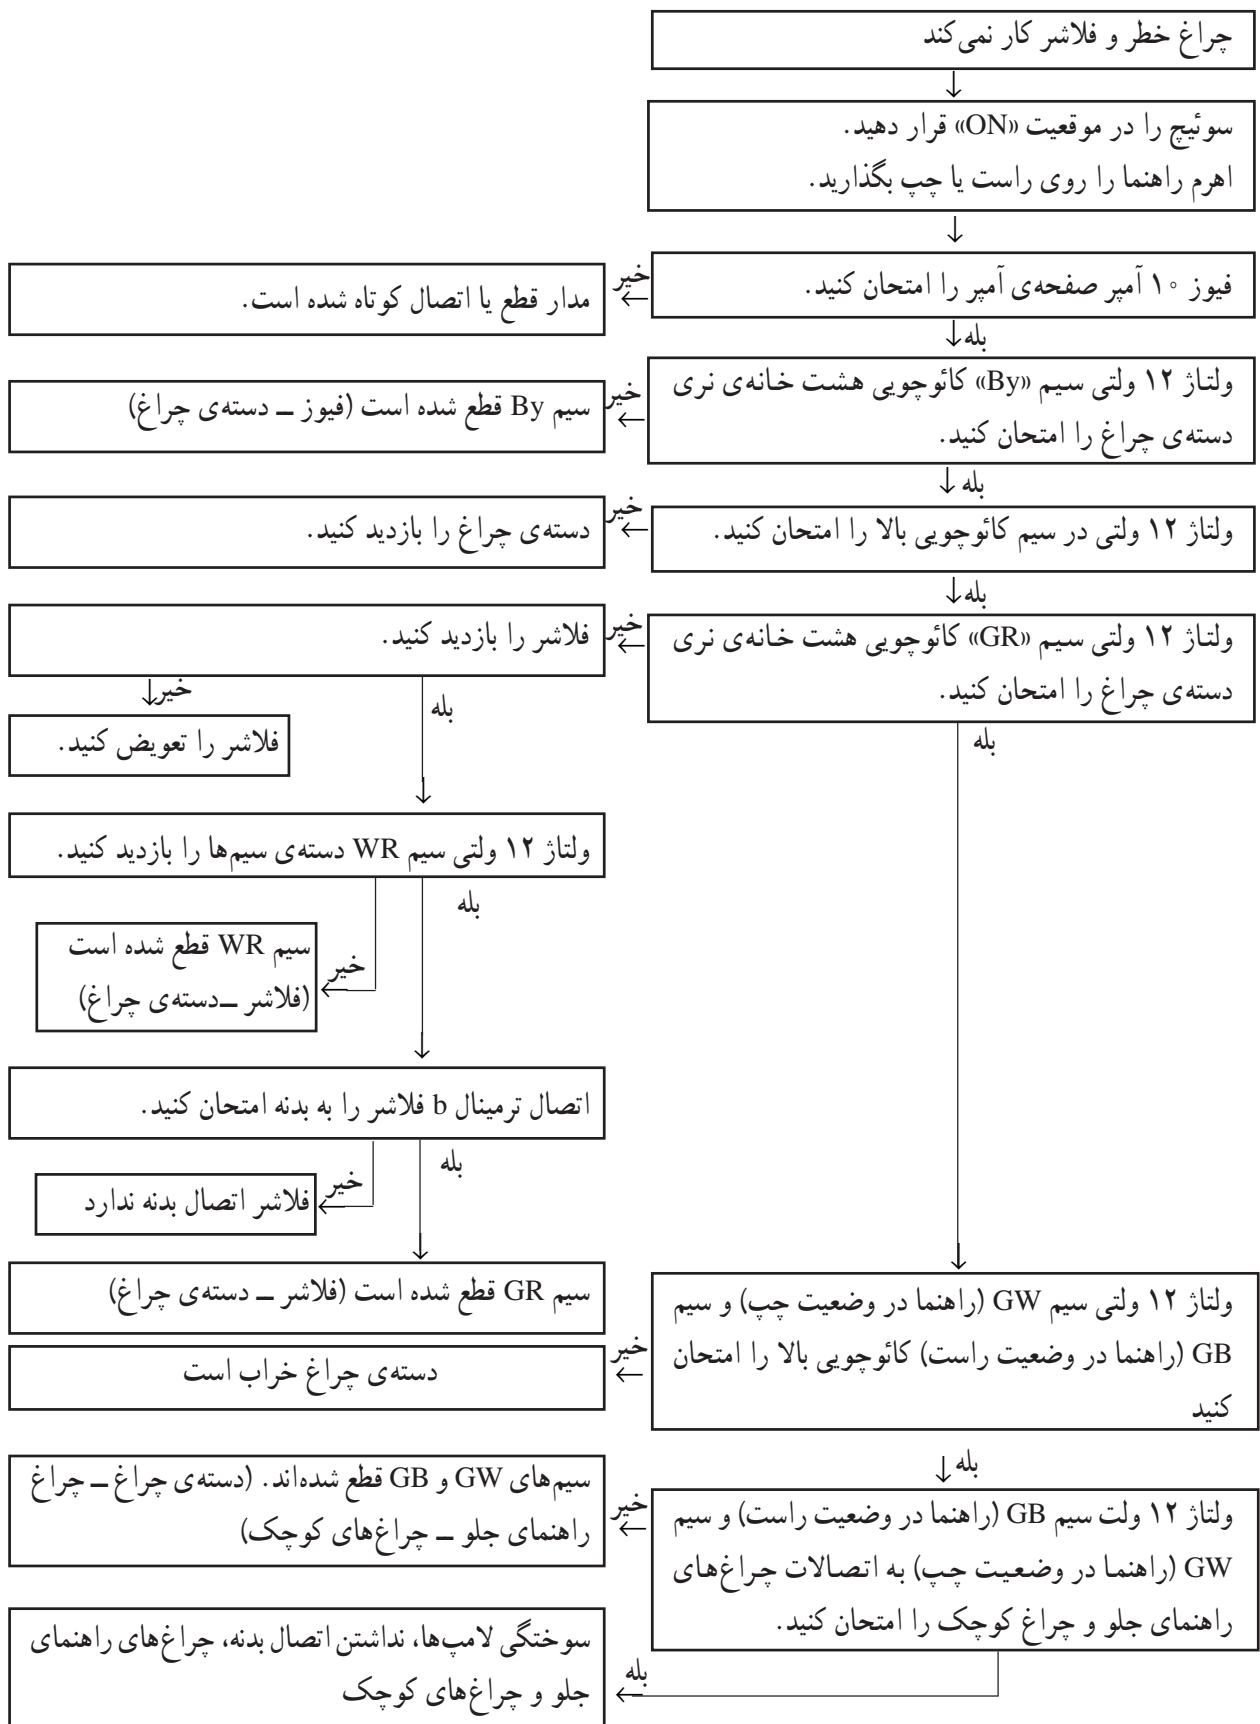 چراغ خطر و فلاشر کار نمی‌کند
سوئیچ را در موقعیت «ON» قرار دهید.
اهرم راهنما را روی راست یا چپ بگذارید.
فیوز ۱۰ آمپر صفحه‌ی آمپر را امتحان کنید.
خیر
مدار قطع یا اتصال کوتاه شده است.
بله
ولتاژ ۱۲ ولتی سیم «By» کائوچویی هشت خانه‌ی نری
دسته‌ی چراغ را امتحان کنید.
خیر
سیم By قطع شده است (فیوز ــ دسته‌ی چراغ)
بله
ولتاژ ۱۲ ولتی در سیم کائوچویی بالا را امتحان کنید.
خیر
دسته‌ی چراغ را بازدید کنید.
بله
ولتاژ ۱۲ ولتی سیم «GR» کائوچویی هشت خانه‌ی نری
دسته‌ی چراغ را امتحان کنید.
خیر
فلاشر را بازدید کنید.
خیر
فلاشر را تعویض کنید.
بله
ولتاژ ۱۲ ولتی سیم WR دسته‌ی سیم‌ها را بازدید کنید.
بله
خیر
سیم WR قطع شده است
(فلاشر ــ دسته‌ی چراغ)
اتصال ترمینال b فلاشر را به بدنه امتحان کنید.
بله
خیر
فلاشر اتصال بدنه ندارد
سیم GR قطع شده است (فلاشر ــ دسته‌ی چراغ)
بله
ولتاژ ۱۲ ولتی سیم GW (راهنما در وضعیت چپ) و سیم
GB (راهنما در وضعیت راست) کائوچویی بالا را امتحان
کنید
خیر
دسته‌ی چراغ خراب است
بله
ولتاژ ۱۲ ولت سیم GB (راهنما در وضعیت راست) و سیم
GW (راهنما در وضعیت چپ) به اتصالات چراغ‌های
راهنمای جلو و چراغ کوچک را امتحان کنید.
خیر
سیم‌های GW و GB قطع شده‌اند. (دسته‌ی چراغ ــ چراغ
راهنمای جلو ــ چراغ‌های کوچک)
بله
سوختگی لامپ‌ها، نداشتن اتصال بدنه، چراغ‌های راهنمای
جلو و چراغ‌های کوچک